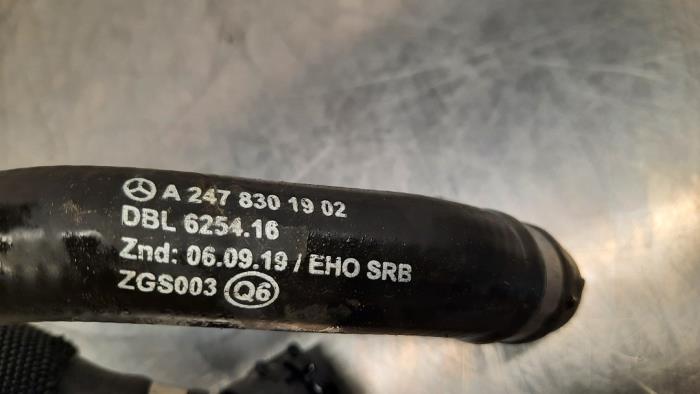 A 247 830 19 02
DBL 6254.16
Znd: 06.09.19 / EHO SRB
ZGS003 Q6